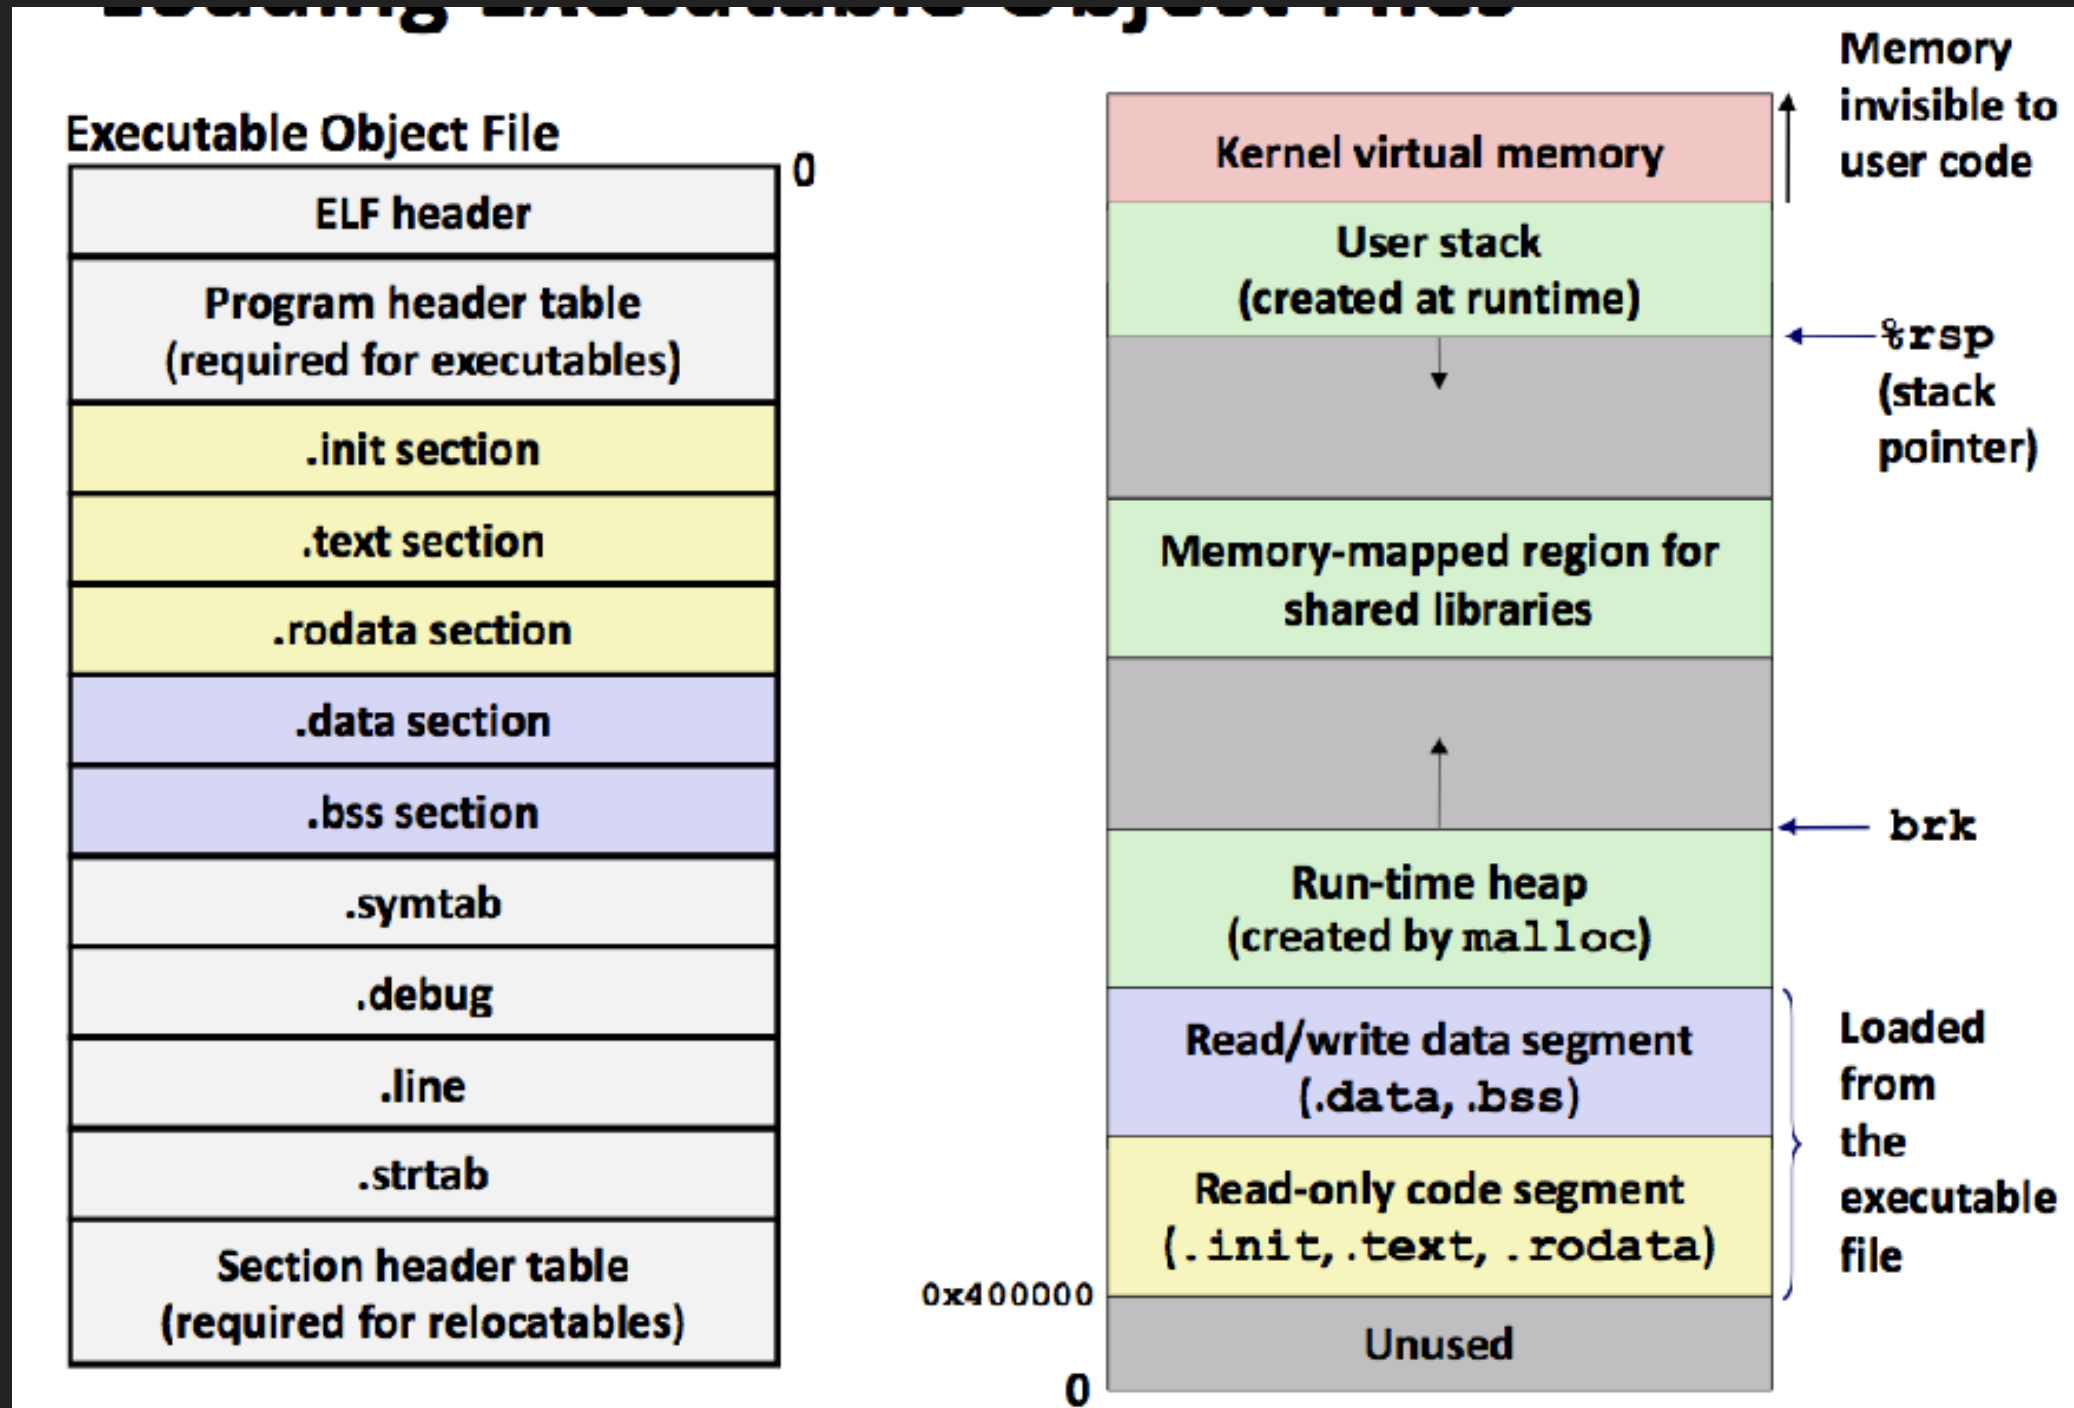 Loading Executable Object Files
Executable Object File
0
ELF header
Program header table
(required for executables)
.init section
.text section
.rodata section
.data section
.bss section
.symtab
.debug
.line
.strtab
Section header table
(required for relocatables)
Memory
invisible to
user code
Kernel virtual memory
User stack
(created at runtime)
%rsp
(stack
pointer)
Memory-mapped region for
shared libraries
brk
Run-time heap
(created by malloc)
Read/write data segment
(.data, .bss)
Read-only code segment
(.init, .text, .rodata)
Loaded
from
the
executable
file
0x400000
Unused
0